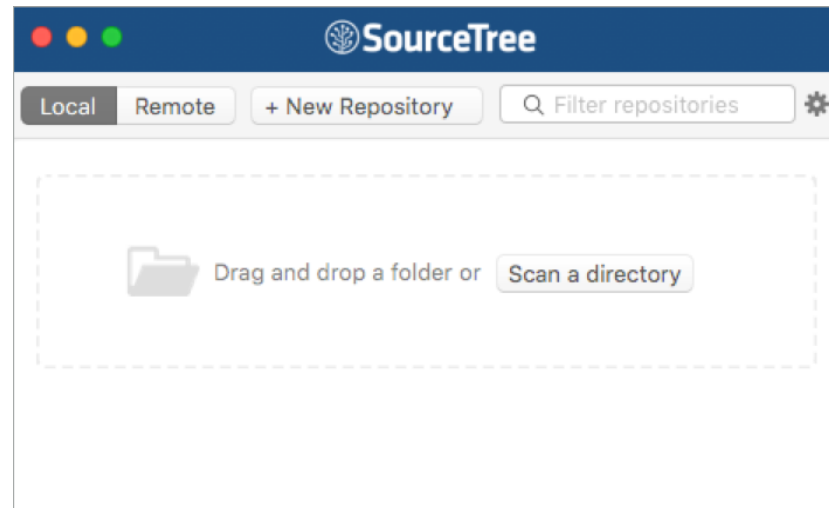 SourceTree
Local Remote + New Repository Filter repositories
Drag and drop a folder or Scan a directory